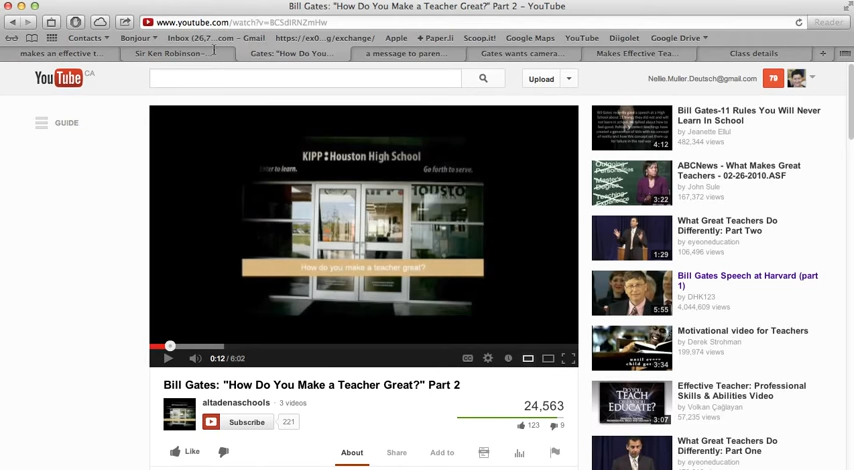 Bill Gates: "How Do You Make a Teacher Great?" Part 2 - YouTube
www.youtube.com/watch?v=BCSdIRNZmHw
Reader
Contacts
Bonjour
Inbox (26,7...com - Gmail
https://ex0...g/exchange/
Apple
Paper.li
Scoop.it!
Google Maps
YouTube
Diigolet
Google Drive
makes an effective t...
Sir Ken Robinson-...
Gates: "How Do You...
a message to paren...
Gates wants camera...
Makes Effective Tea...
Class details
YouTube CA
Upload
Nellie.Muller.Deutsch@gmail.com
79
GUIDE
KIPP:Houston High School
Go forth to serve.
How do you make a teacher great?
0:12 / 6:02
Bill Gates: "How Do You Make a Teacher Great?" Part 2
altadenaschools · 3 videos
Subscribe 221
24,563
123 9
Like
About
Share
Add to
4:12
Bill Gates-11 Rules You Will Never
Learn In School
by Jeanette Ellul
482,344 views
3:22
ABCNews - What Makes Great
Teachers - 02-26-2010.ASF
by John Sule
167,372 views
1:29
What Great Teachers Do
Differently: Part Two
by eyeoneducation
106,496 views
5:55
Bill Gates Speech at Harvard (part
1)
by DHK123
4,044,609 views
3:34
Motivational video for Teachers
by Derek Strohman
199,974 views
3:07
Effective Teacher: Professional
Skills & Abilities Video
by Volkan Çağlayan
57,215 views
What Great Teachers Do
Differently: Part One
by eyeoneducation